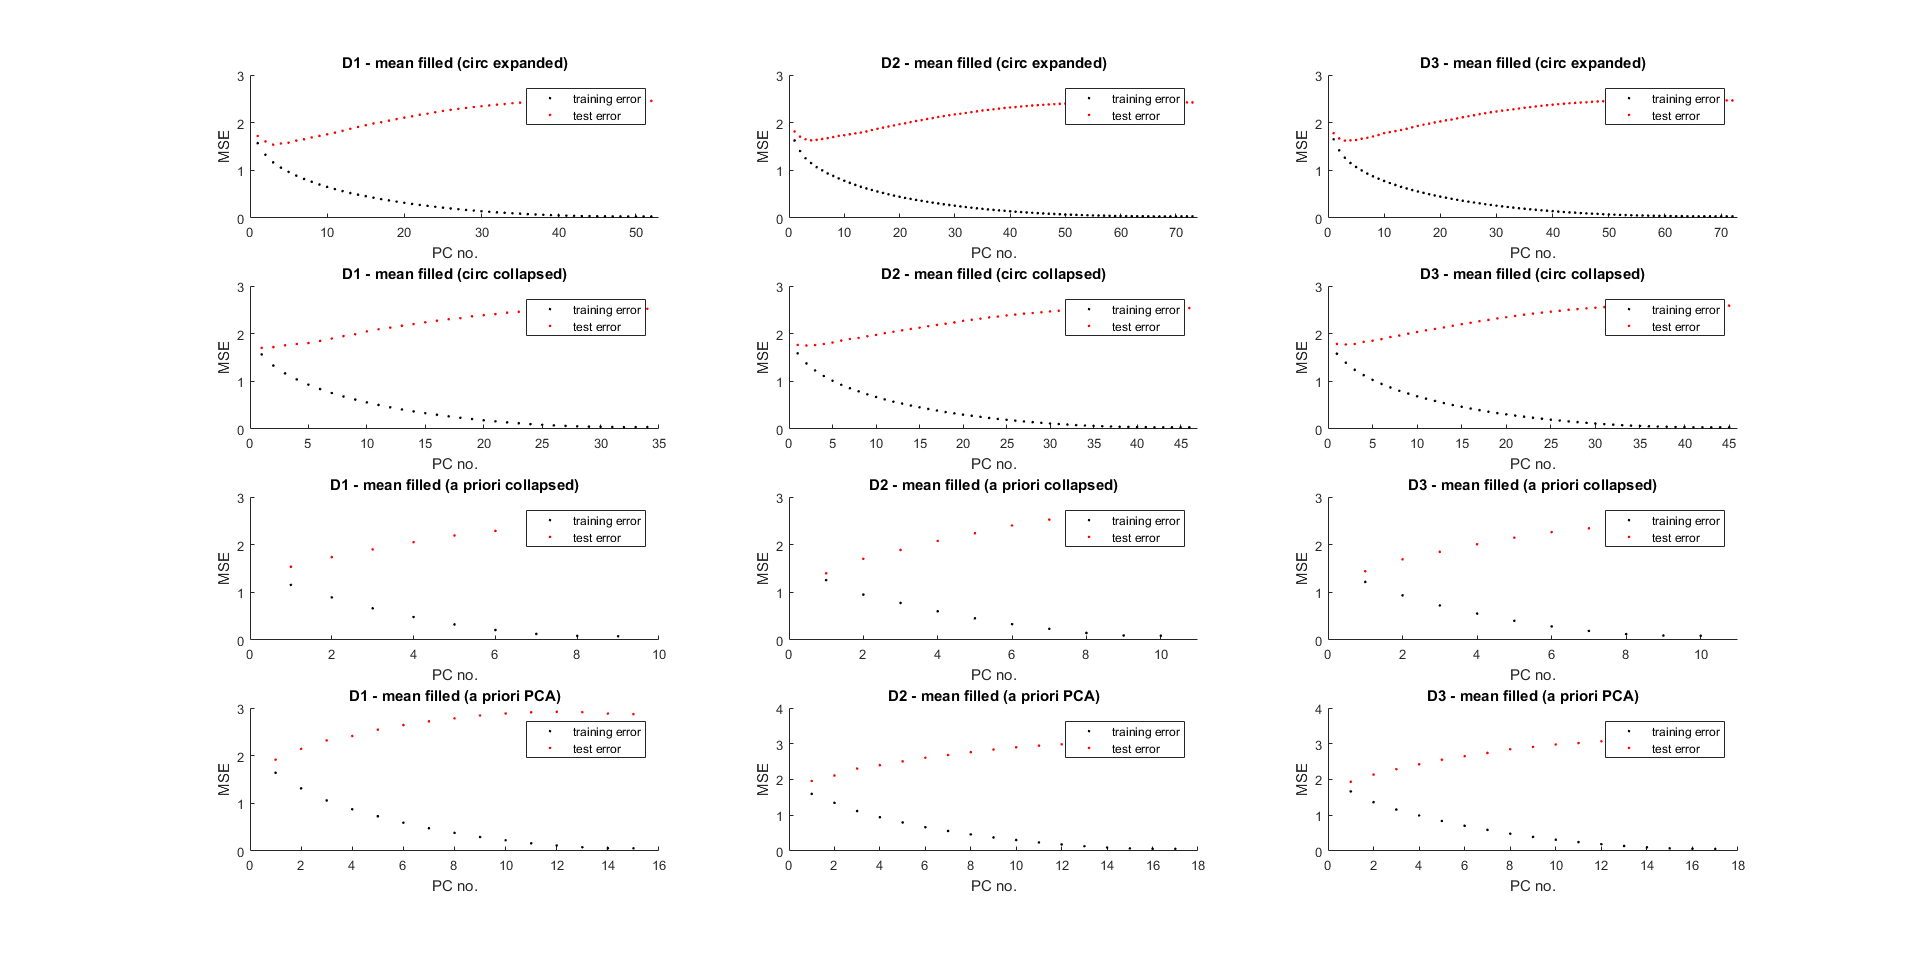 D1 - mean filled (circ expanded)
3
2
1
0
MSE
training error
test error
0 10 20 30 40 50
PC no.
D2 - mean filled (circ expanded)
3
2
1
0
MSE
training error
test error
0 10 20 30 40 50 60 70
PC no.
D3 - mean filled (circ expanded)
3
2
1
0
MSE
training error
test error
0 10 20 30 40 50 60 70
PC no.
D1 - mean filled (circ collapsed)
3
2
1
0
MSE
training error
test error
0 5 10 15 20 25 30 35
PC no.
D2 - mean filled (circ collapsed)
3
2
1
0
MSE
training error
test error
0 5 10 15 20 25 30 35 40 45
PC no.
D3 - mean filled (circ collapsed)
3
2
1
0
MSE
training error
test error
0 5 10 15 20 25 30 35 40 45
PC no.
D1 - mean filled (a priori collapsed)
3
2
1
0
MSE
training error
test error
0 2 4 6 8 10
PC no.
D2 - mean filled (a priori collapsed)
3
2
1
0
MSE
training error
test error
0 2 4 6 8 10
PC no.
D3 - mean filled (a priori collapsed)
3
2
1
0
MSE
training error
test error
0 2 4 6 8 10
PC no.
D1 - mean filled (a priori PCA)
3
2
1
0
MSE
training error
test error
0 2 4 6 8 10 12 14 16
PC no.
D2 - mean filled (a priori PCA)
4
3
2
1
0
MSE
training error
test error
0 2 4 6 8 10 12 14 16 18
PC no.
D3 - mean filled (a priori PCA)
4
3
2
1
0
MSE
training error
test error
0 2 4 6 8 10 12 14 16 18
PC no.